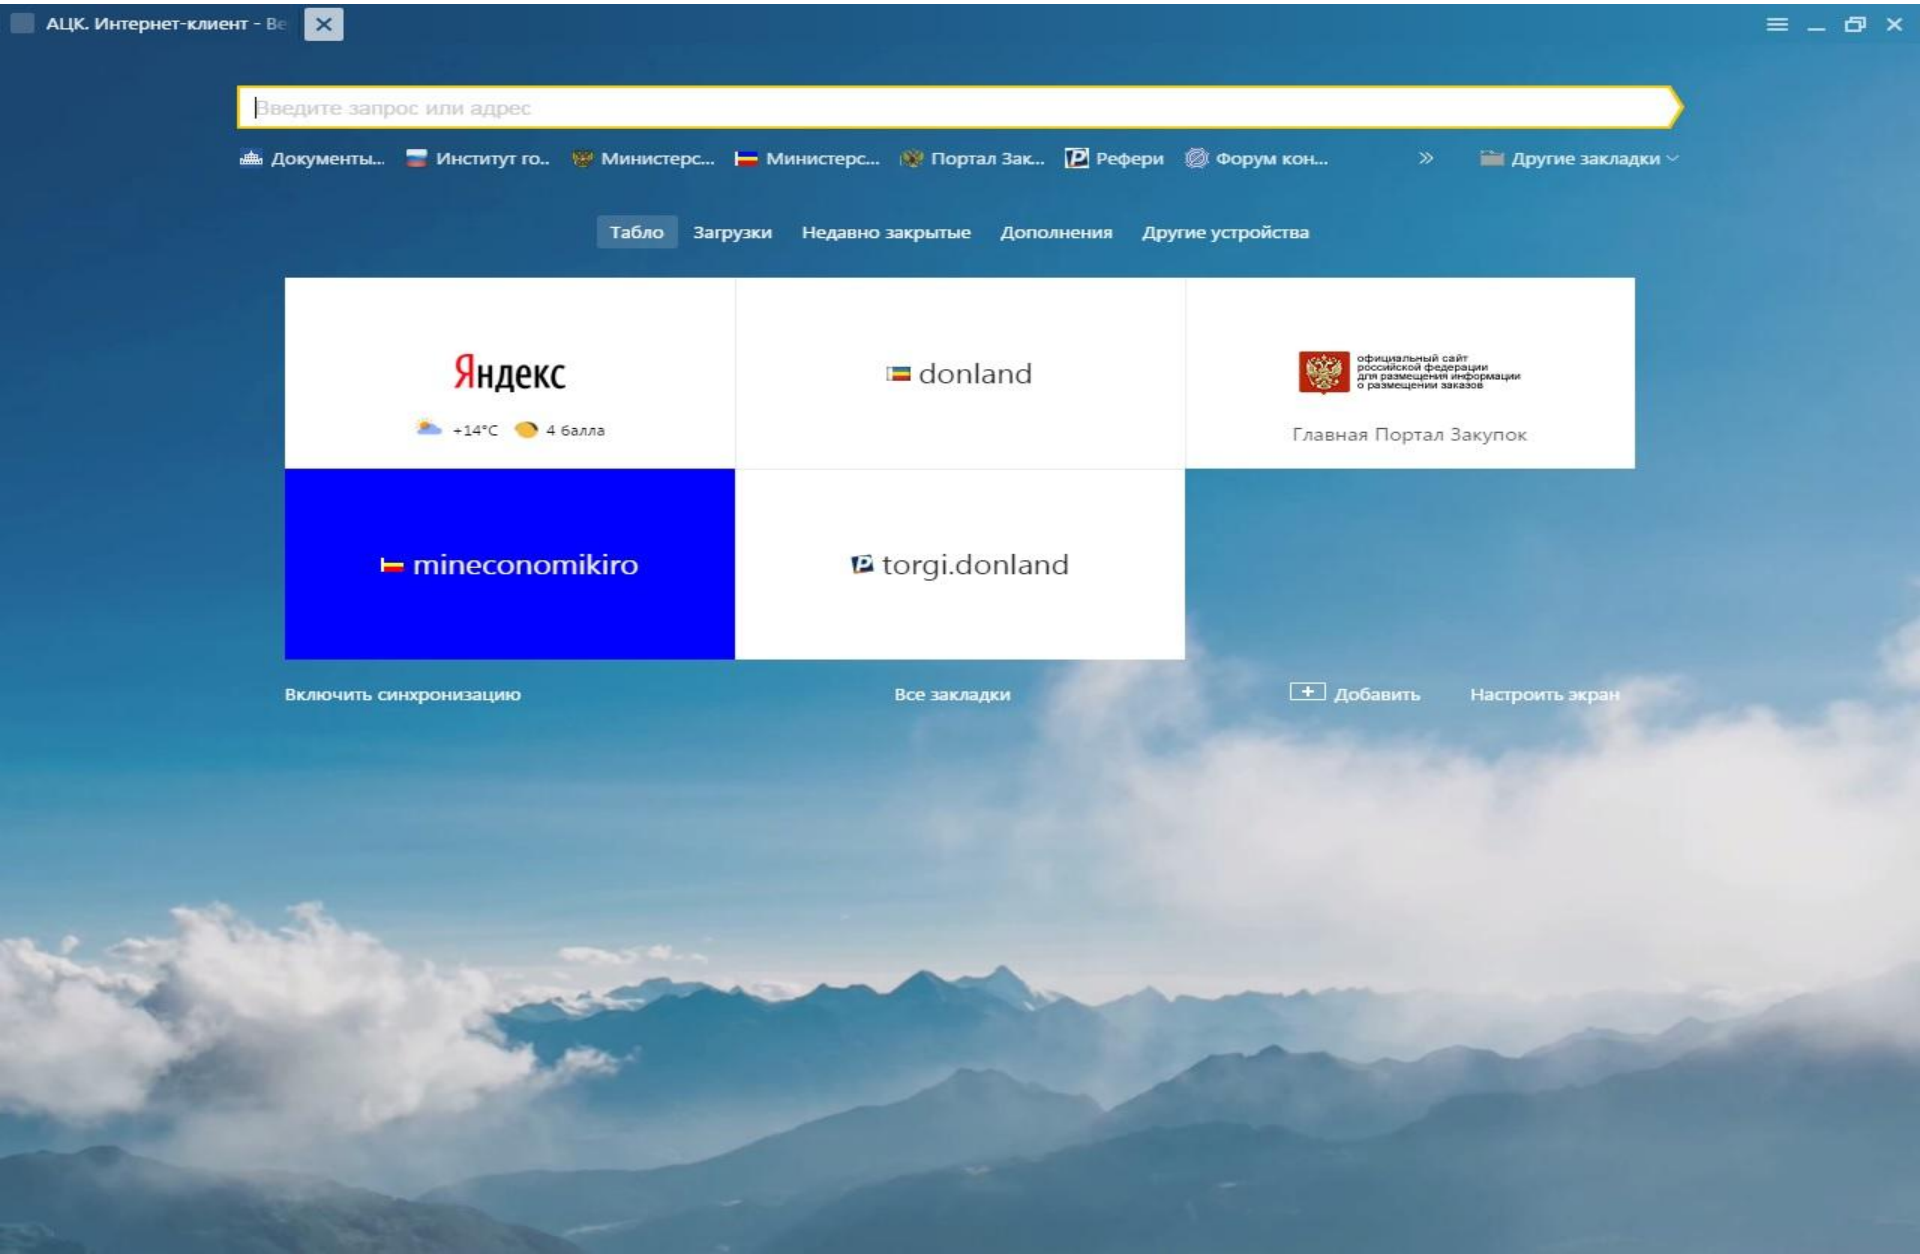 АЦК. Интернет-клиент - Ве
Введите запрос или адрес
Документы... Институт го.. Министерс... Министерс... Портал Зак... Рефери Форум кон... » Другие закладки
Табло Загрузки Недавно закрытые Дополнения Другие устройства
Яндекс
+14°C 4 балла
donland
официальный сайт
российской федерации
для размещения информации
о размещении заказов
Главная Портал Закупок
mineconomikiro
torgi.donland
Включить синхронизацию Все закладки Добавить Настроить экран